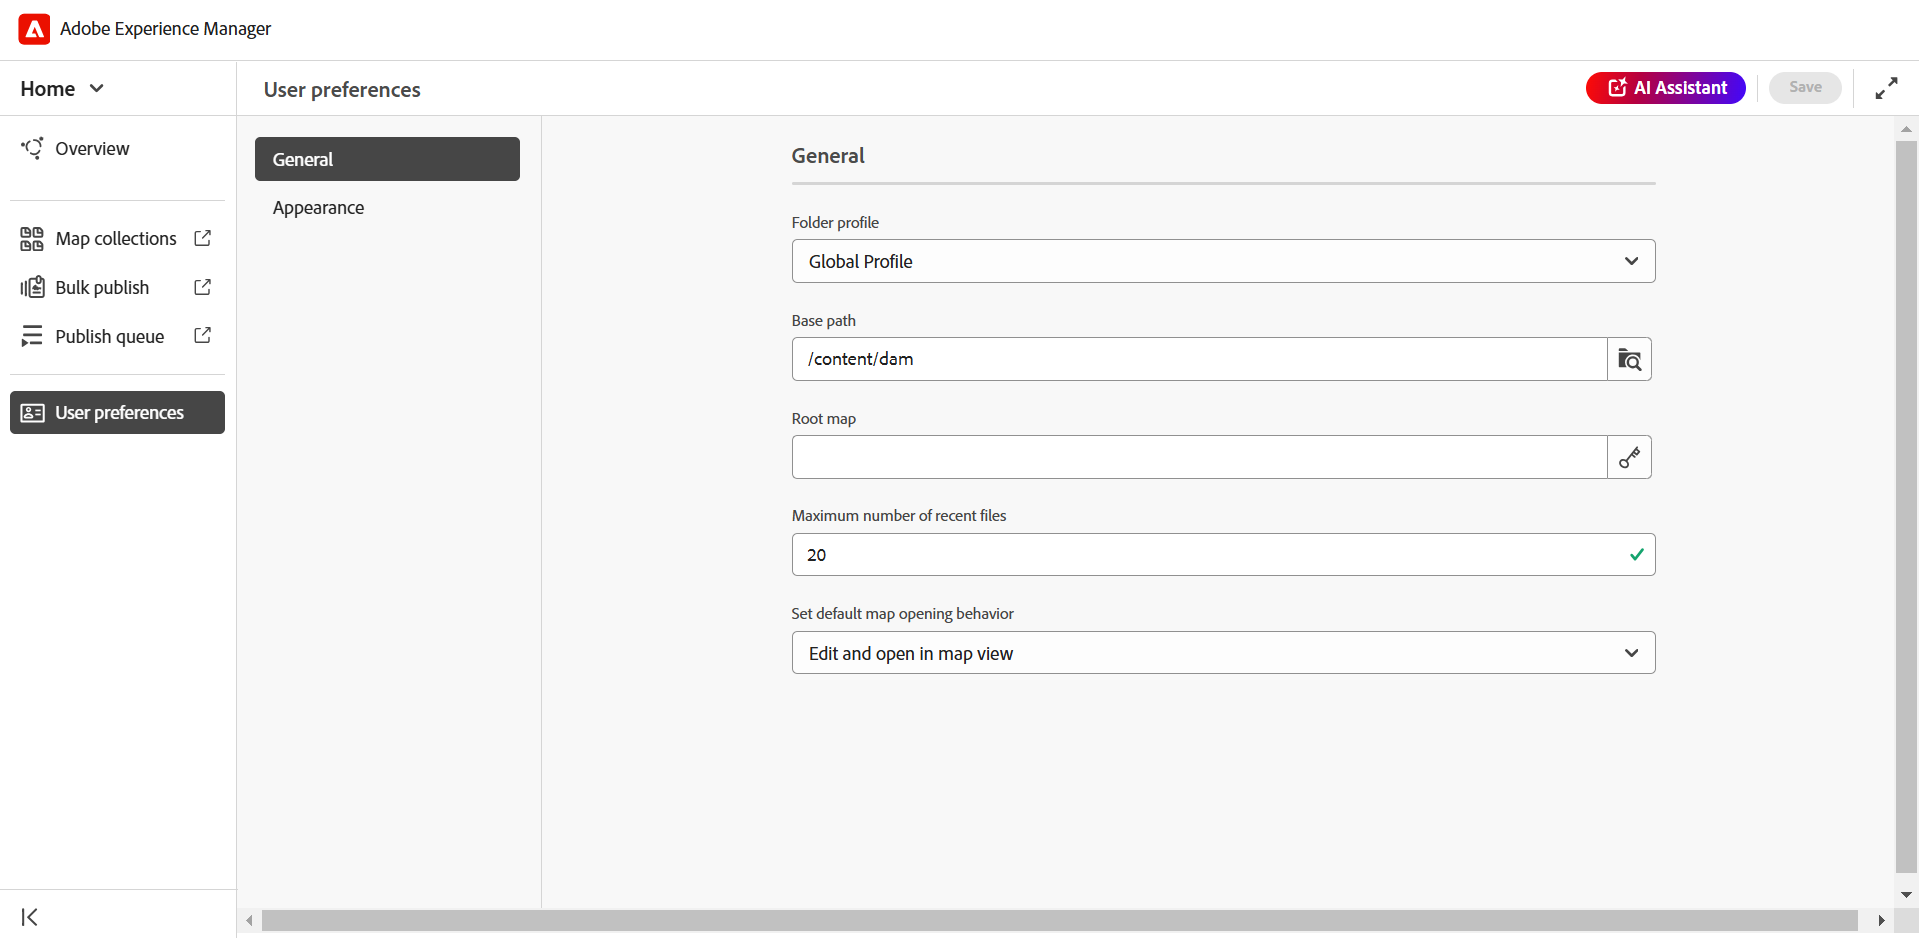 Adobe Experience Manager
Home
User preferences
AI Assistant
Save
Overview
Map collections
Bulk publish
Publish queue
User preferences
General
Appearance
General
Folder profile
Global Profile
Base path
/content/dam
Root map
Maximum number of recent files
20
Set default map opening behavior
Edit and open in map view